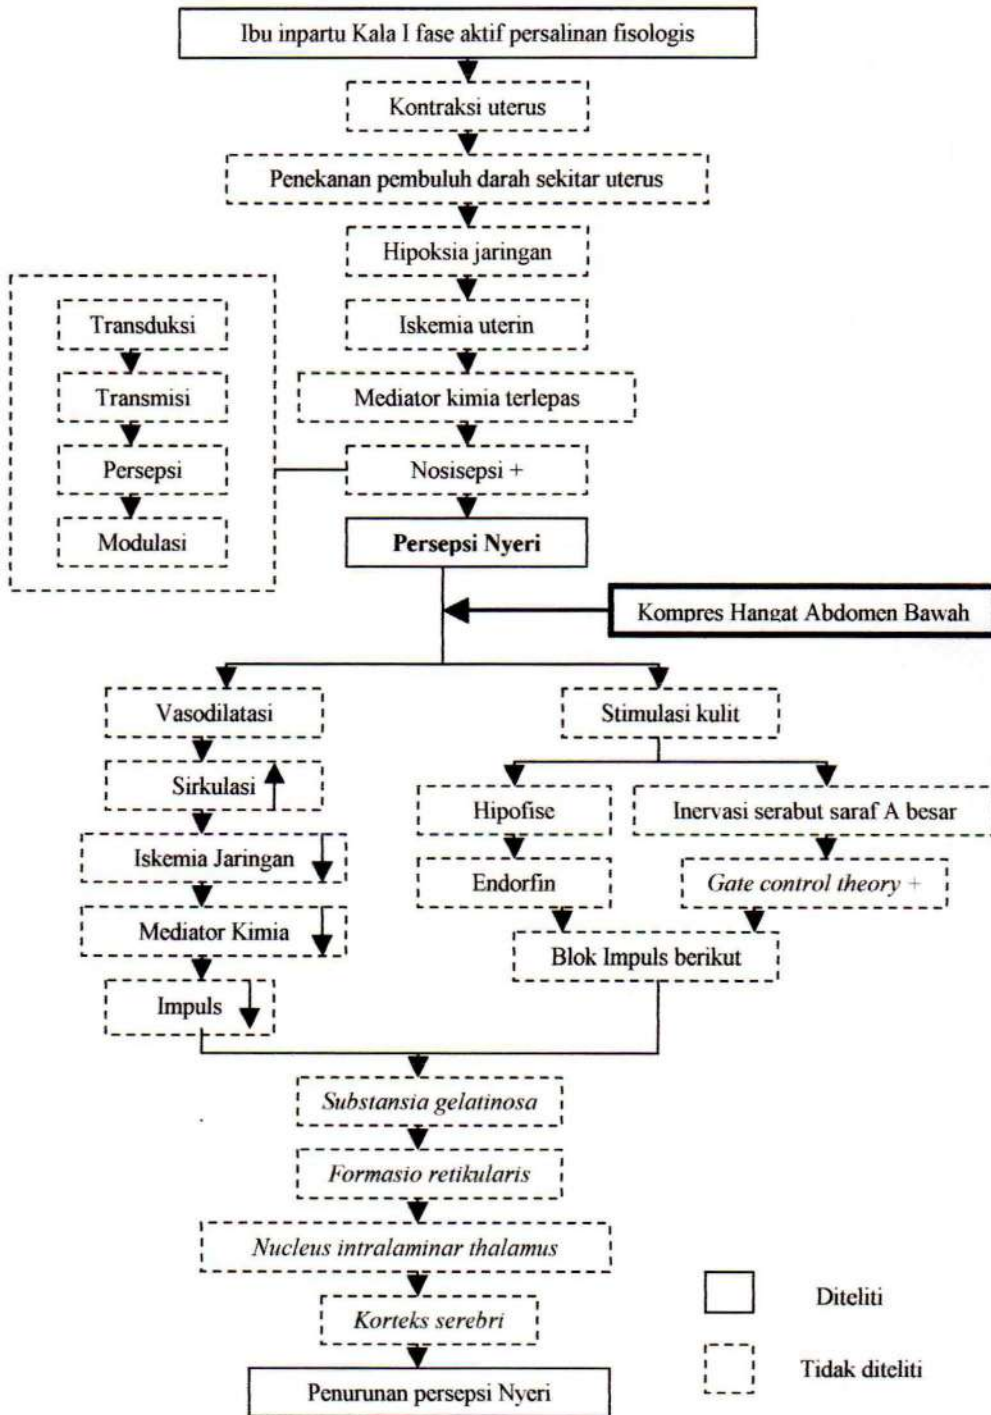 Ibu inpartu Kala I fase aktif persalinan fisologis
Kontraksi uterus
Penekanan pembuluh darah sekitar uterus
Hipoksia jaringan
Iskemia uterin
Mediator kimia terlepas
Nosisepsi +
Transduksi
Transmisi
Persepsi
Modulasi
Persepsi Nyeri
Kompres Hangat Abdomen Bawah
Vasodilatasi
Sirkulasi
Iskemia Jaringan
Mediator Kimia
Impuls
Stimulasi kulit
Hipofise
Endorfin
Inervasi serabut saraf A besar
Gate control theory +
Blok Impuls berikut
Substansia gelatinosa
Formasio retikularis
Nucleus intralaminar thalamus
Korteks serebri
Penurunan persepsi Nyeri
Diteliti
Tidak diteliti